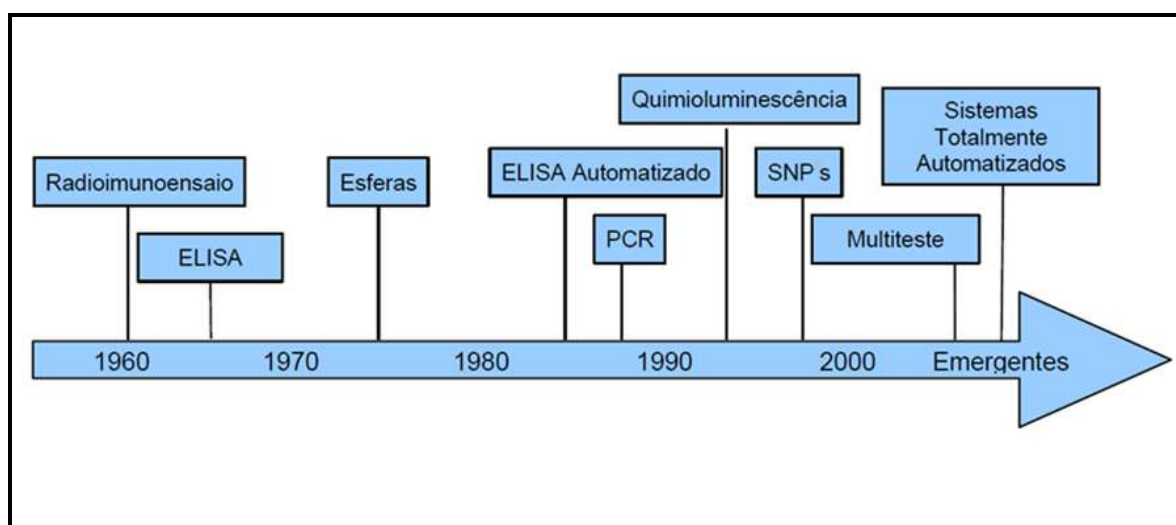 Quimioluminescência
Sistemas
Totalmente
Automatizados
Radioimunoensaio
Esferas
ELISA Automatizado
SNP s
ELISA
PCR
Multiteste
1960 1970 1980 1990 2000 Emergentes